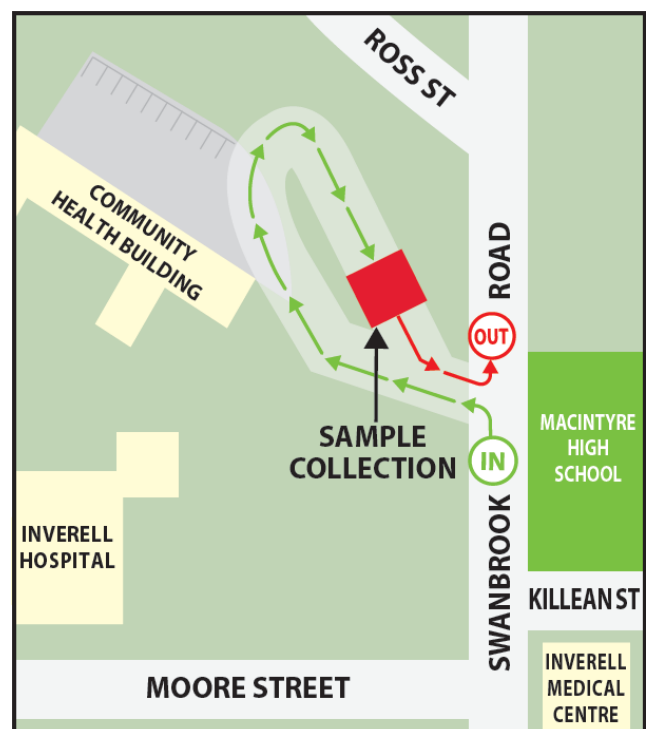 ROSS ST
COMMUNITY
HEALTH BUILDING
SWANBROOK ROAD
OUT
SAMPLE
COLLECTION
IN
MACINTYRE
HIGH
SCHOOL
INVERELL
HOSPITAL
KILLEAN ST
MOORE STREET
INVERELL
MEDICAL
CENTRE